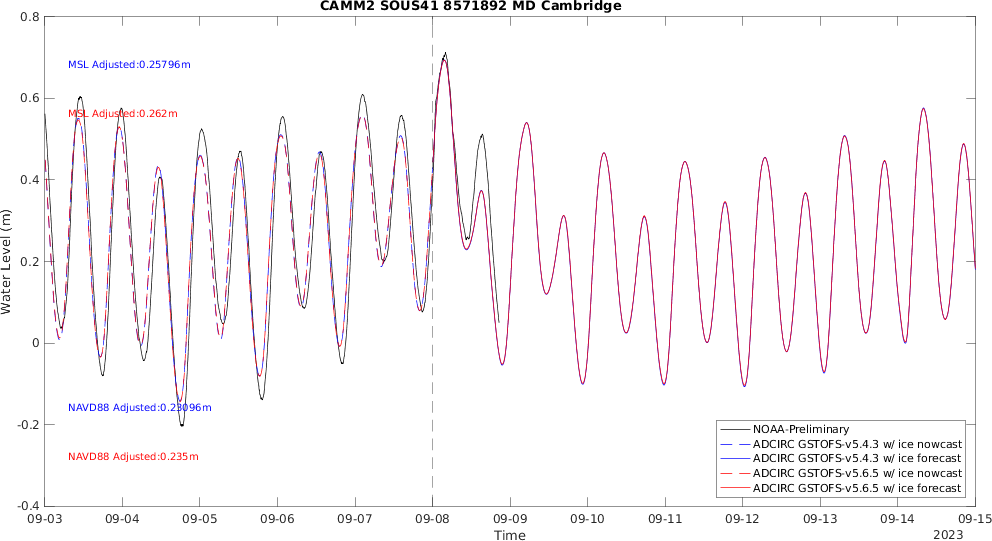 CAMM2 SOUS41 8571892 MD Cambridge
MSL Adjusted:0.25796m
MSL Adjusted:0.262m
NAVD88 Adjusted:0.23096m
NAVD88 Adjusted:0.235m
Water Level (m)
0.8
0.6
0.4
0.2
0
-0.2
-0.4
NOAA-Preliminary
ADCIRC GSTOFS-v5.4.3 w/ ice nowcast
ADCIRC GSTOFS-v5.4.3 w/ ice forecast
ADCIRC GSTOFS-v5.6.5 w/ ice nowcast
ADCIRC GSTOFS-v5.6.5 w/ ice forecast
09-03 09-04 09-05 09-06 09-07 09-08 09-09 09-10 09-11 09-12 09-13 09-14 09-15
Time
2023